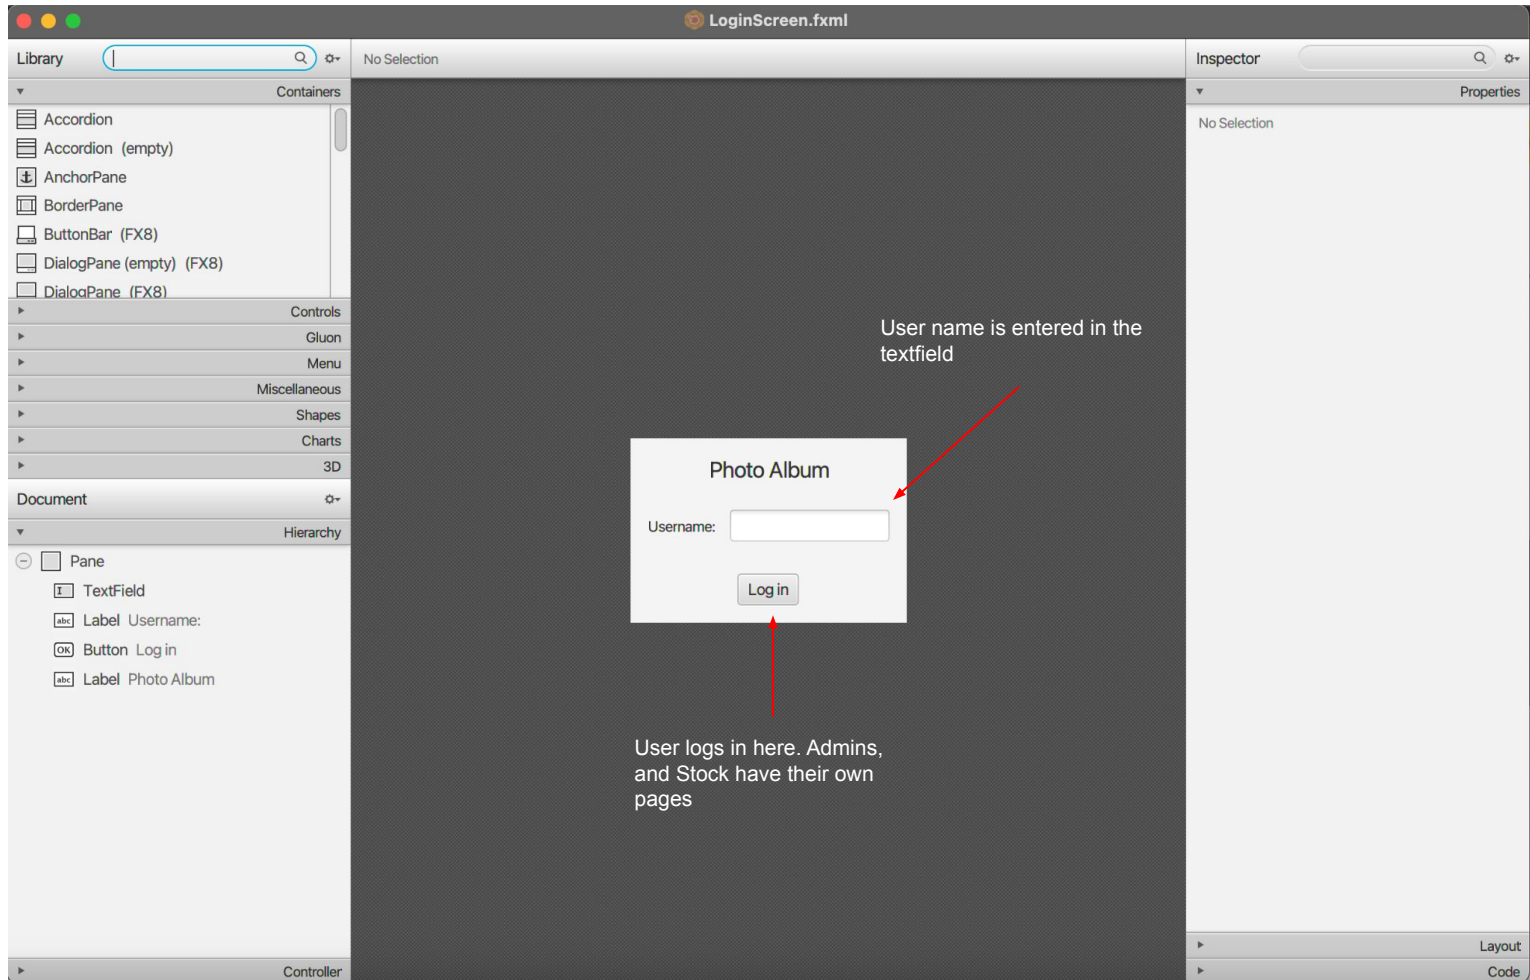 LoginScreen.fxml
Library
No Selection
Inspector
Containers
Properties
Accordion
No Selection
Accordion (empty)
AnchorPane
BorderPane
ButtonBar (FX8)
DialogPane (empty) (FX8)
DialogPane (FX8)
Controls
Gluon
Menu
Miscellaneous
Shapes
Charts
3D
Document
Hierarchy
Pane
TextField
Label Username:
Button Log in
Label Photo Album
Controller
User name is entered in the
textfield
Photo Album
Username:
Log in
User logs in here. Admins,
and Stock have their own
pages
Layout
Code